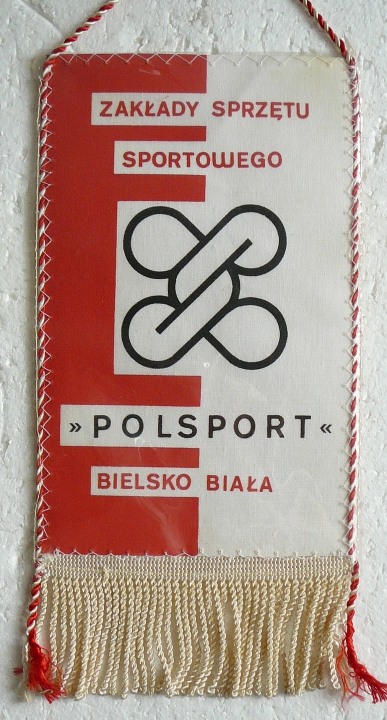 ZAKŁADY SPRZĘTU
SPORTOWEGO
»POLSPORT«
BIELSKO BIAŁA